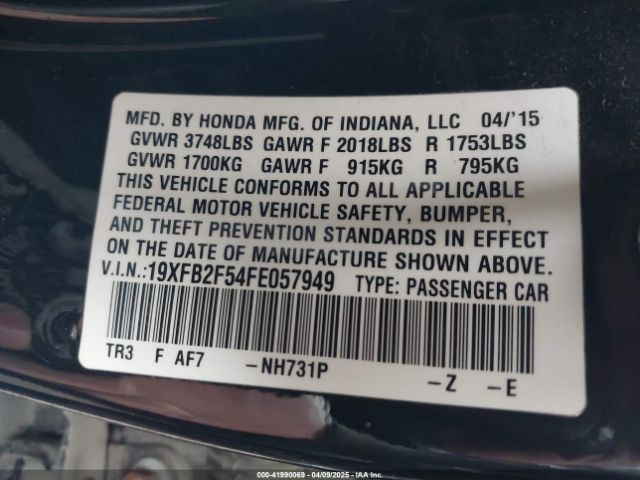 MFD. BY HONDA MFG. OF INDIANA, LLC 04/'15
GVWR 3748LBS GAWR F 2018LBS R 1753LBS
GVWR 1700KG GAWR F 915KG R 795KG
THIS VEHICLE CONFORMS TO ALL APPLICABLE
FEDERAL MOTOR VEHICLE SAFETY, BUMPER,
AND THEFT PREVENTION STANDARDS IN EFFECT
ON THE DATE OF MANUFACTURE SHOWN ABOVE.
V.I.N.:19XFB2F54FE057949 TYPE: PASSENGER CAR
TR3 F AF7 -NH731P -Z -E
000-41990069 - 04/09/2025 - IAA